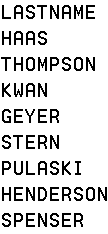 LASTNAME
HAAS
THOMPSON
KWAN
GEYER
STERN
PULASKI
HENDERSON
SPENSER